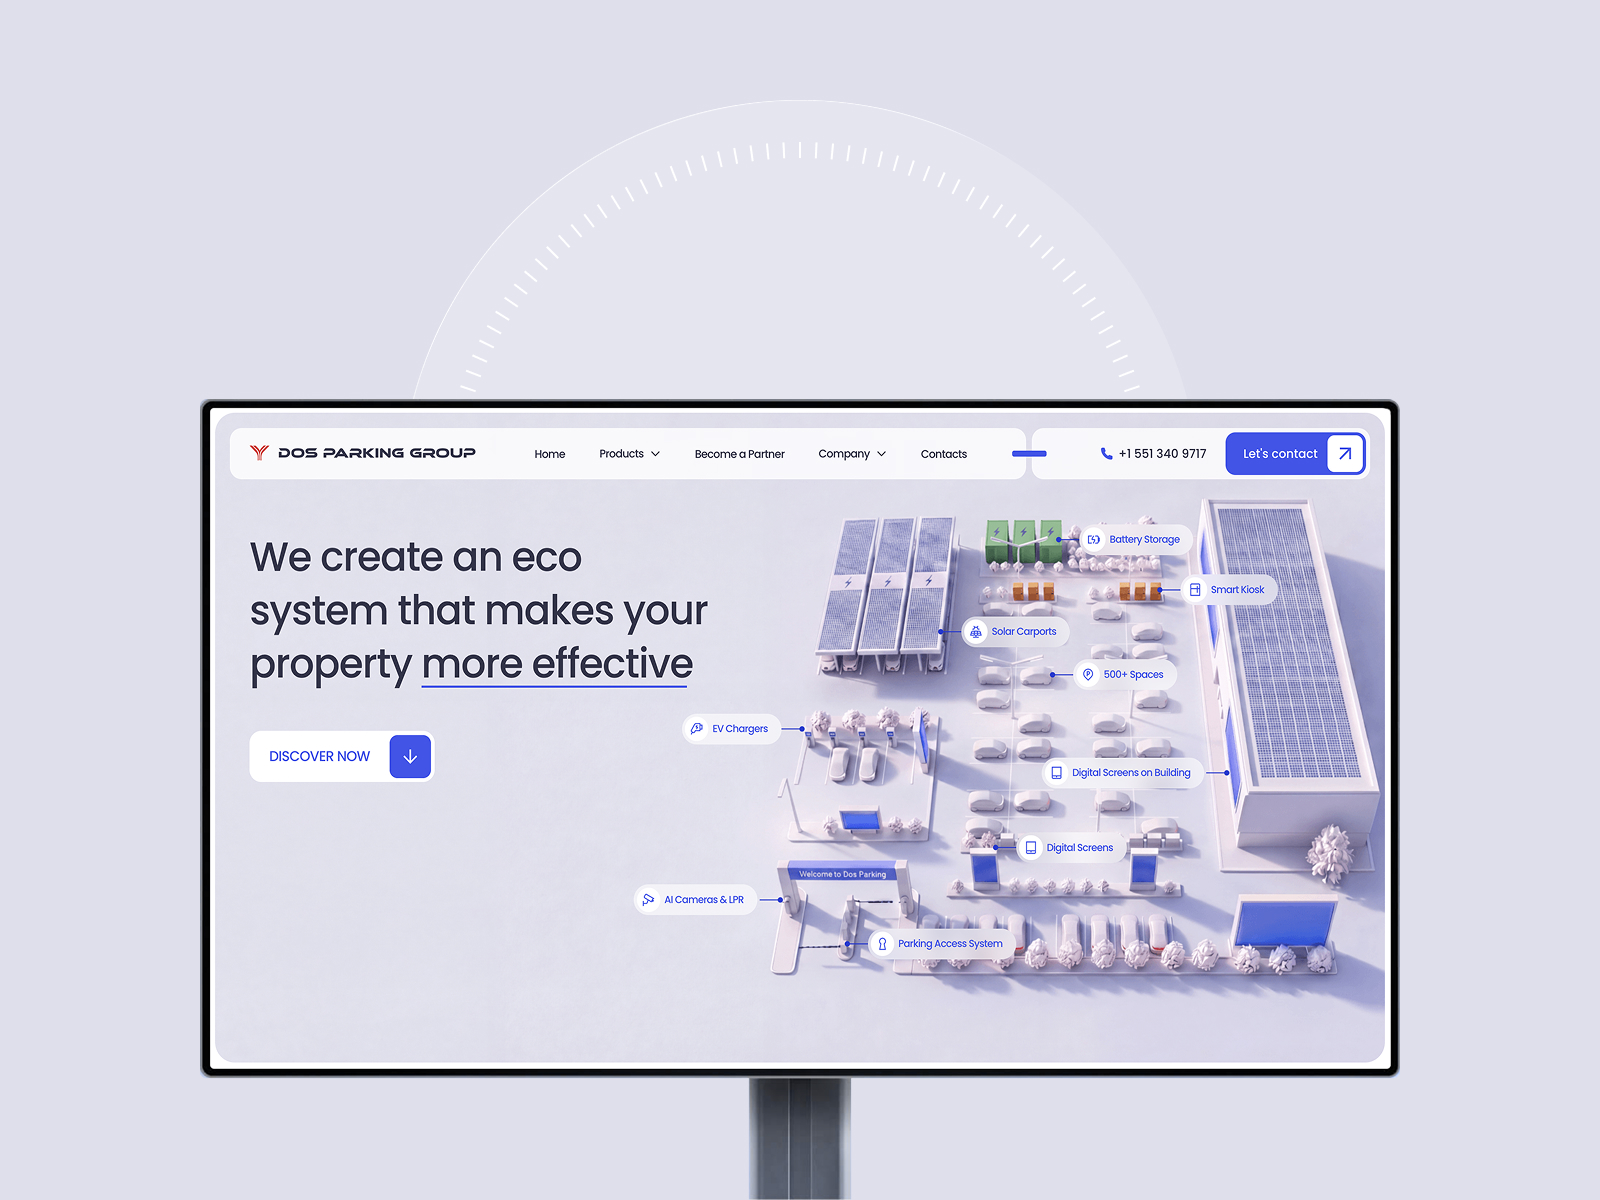 DOS PARKING GROUP
Home
Products
Become a Partner
Company
Contacts
+1 551 340 9717
Let's contact
We create an eco
system that makes your
property more effective
DISCOVER NOW
Battery Storage
Smart Kiosk
Solar Carports
500+ Spaces
EV Chargers
Digital Screens on Building
Digital Screens
Welcome to Dos Parking
AI Cameras & LPR
Parking Access System